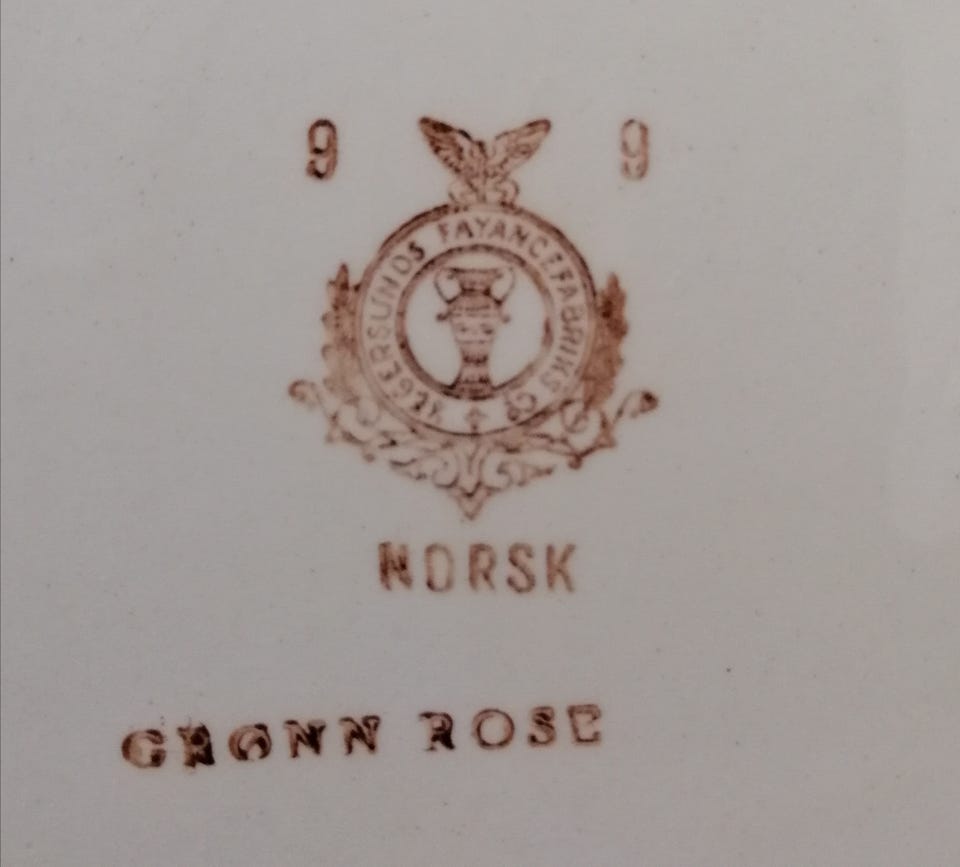 9 9
EGERSUNDS FAYANCEFABRIKS Co
NORSK
GRØNN ROSE